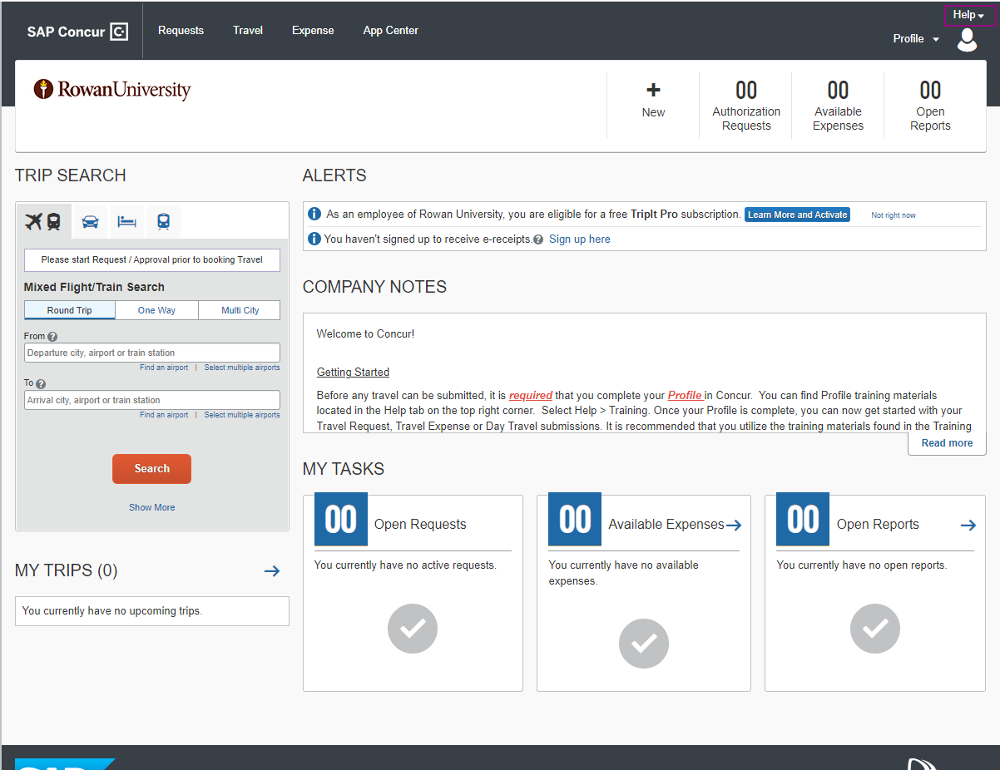 Help
SAP Concur C.
Requests
Travel
Expense
App Center
Profile
RowanUniversity
+
New
00
Authorization
Requests
00
Available
Expenses
00
Open
Reports
TRIP SEARCH
Please start Request / Approval prior to booking Travel
Mixed Flight/Train Search
Round Trip
One Way
Multi City
From ?
Departure city, airport or train station
Find an airport | Select multiple airports
To ?
Arrival city, airport or train station
Find an airport | Select multiple airports
Search
Show More
MY TRIPS (0)
You currently have no upcoming trips.
ALERTS
As an employee of Rowan University, you are eligible for a free TripIt Pro subscription. Learn More and Activate Not right now
You haven't signed up to receive e-receipts. ? Sign up here
COMPANY NOTES
Welcome to Concur!
Getting Started
Before any travel can be submitted, it is required that you complete your Profile in Concur. You can find Profile training materials
located in the Help tab on the top right corner. Select Help > Training. Once your Profile is complete, you can now get started with your
Travel Request, Travel Expense or Day Travel submissions. It is recommended that you utilize the training materials found in the Training
Read more
MY TASKS
00 Open Requests
You currently have no active requests.
00 Available Expenses
You currently have no available
expenses.
00 Open Reports
You currently have no open reports.
SAP